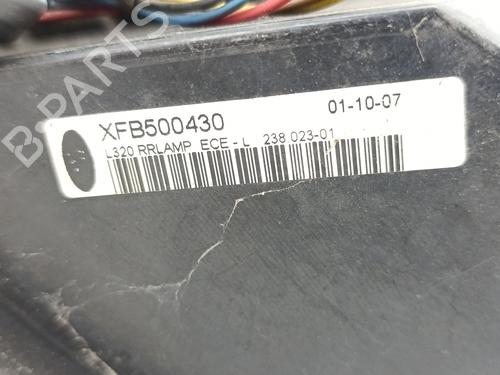 B-PARTS
XFB500430 01-10-07
L320 RRLAMP ECE - L 238 023-01